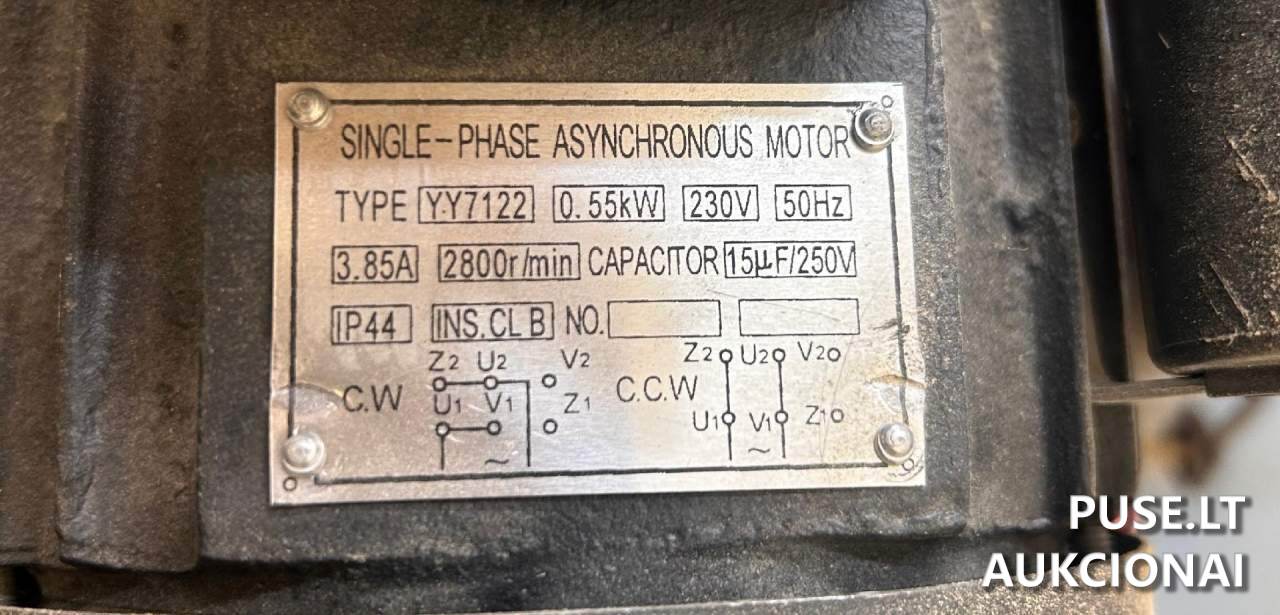 SINGLE-PHASE ASYNCHRONOUS MOTOR
TYPE YY7122 0.55kW 230V 50Hz
3.85A 2800r/min CAPACITOR 15μF/250V
IP44 INS.CL B NO.
Z2 U2 V2 Z2 U2 V2
C.W U1 V1 Z1 C.C.W U1 V1 Z1
~ ~
PUSE.LT
AUKCIONAI